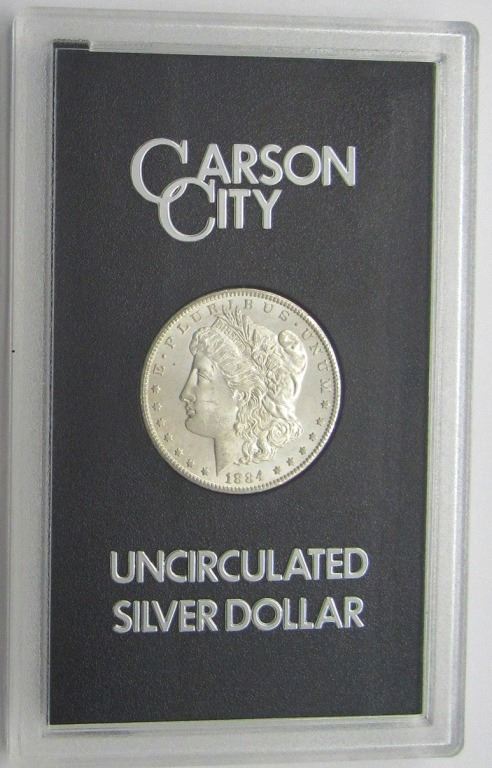 CARSON
CITY
E·PLURIBUS·UNUM
1884
UNCIRCULATED
SILVER DOLLAR